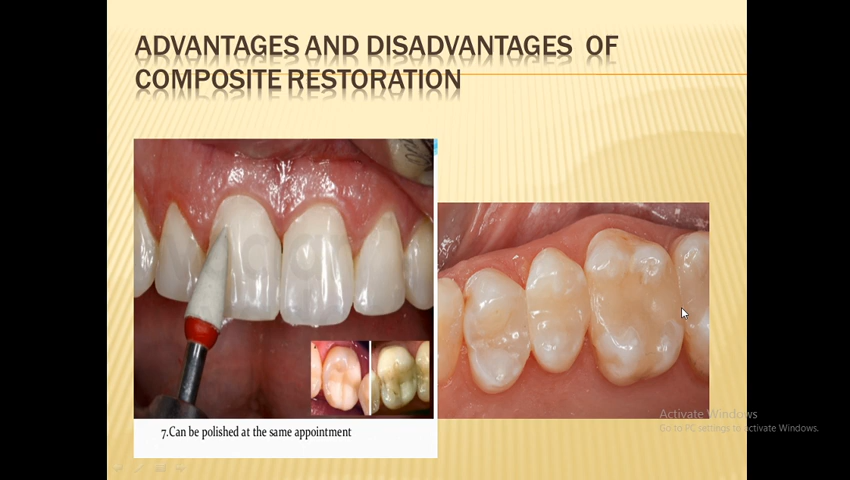 ADVANTAGES AND DISADVANTAGES OF
COMPOSITE RESTORATION
7.Can be polished at the same appointment
Activate Windows
Go to PC settings to activate Windows.